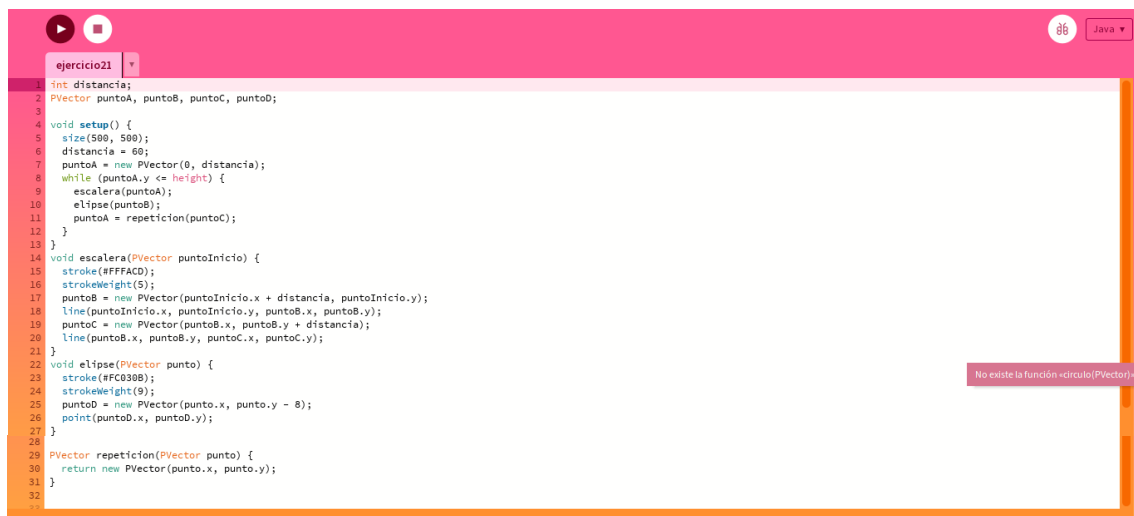 Java ▼
ejercicio21 ▼
1 int distancia;
2 PVector puntoA, puntoB, puntoC, puntoD;
3
4 void setup() {
5 size(500, 500);
6 distancia = 60;
7 puntoA = new PVector(0, distancia);
8 while (puntoA.y <= height) {
9 escalera(puntoA);
10 elipse(puntoB);
11 puntoA = repeticion(puntoC);
12 }
13 }
14 void escalera(PVector puntoInicio) {
15 stroke(#FFFACD);
16 strokeWeight(5);
17 puntoB = new PVector(puntoInicio.x + distancia, puntoInicio.y);
18 line(puntoInicio.x, puntoInicio.y, puntoB.x, puntoB.y);
19 puntoC = new PVector(puntoB.x, puntoB.y + distancia);
20 line(puntoB.x, puntoB.y, puntoC.x, puntoC.y);
21 }
22 void elipse(PVector punto) {
23 stroke(#FC030B);
No existe la función «circulo(PVector)»
24 strokeWeight(9);
25 puntoD = new PVector(punto.x, punto.y - 8);
26 point(puntoD.x, puntoD.y);
27 }
28
29 PVector repeticion(PVector punto) {
30 return new PVector(punto.x, punto.y);
31 }
32